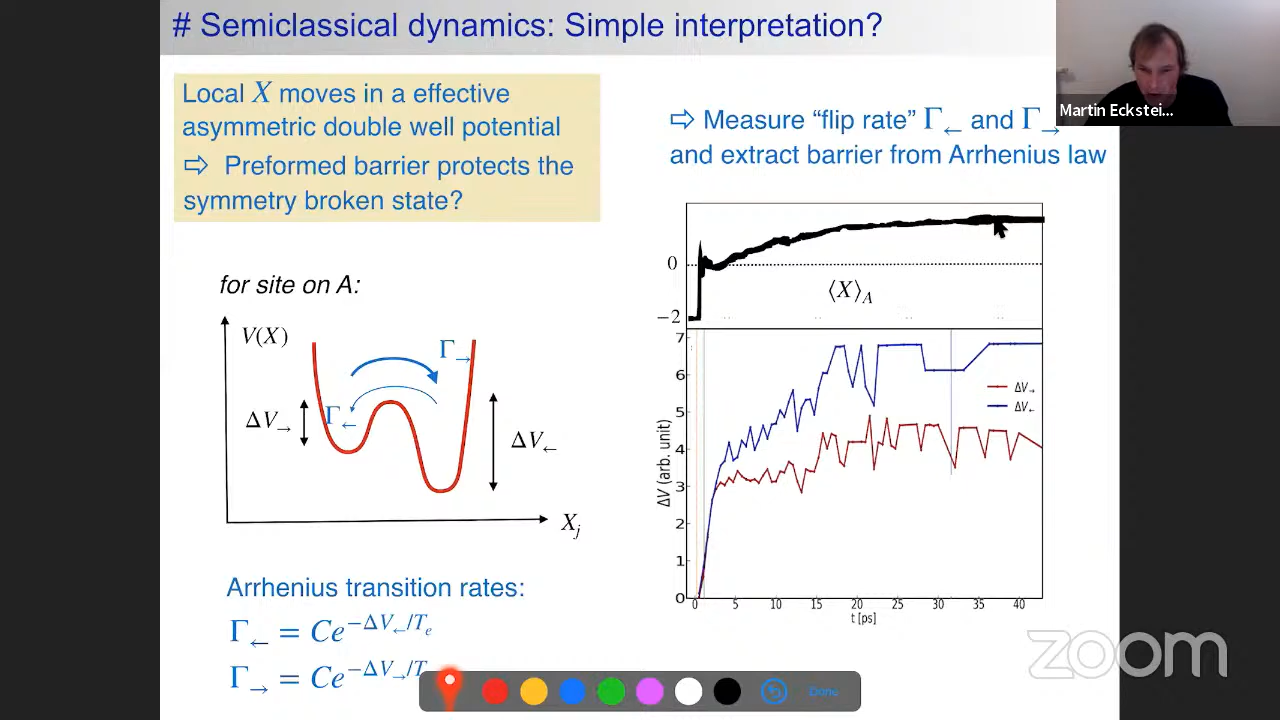 # Semiclassical dynamics: Simple interpretation?
Local X moves in a effective
asymmetric double well potential
⇨ Preformed barrier protects the
symmetry broken state?
Martin Eckstei...
⇨ Measure “flip rate” Γ← and Γ→
and extract barrier from Arrhenius law
for site on A:
V(X)
Γ→
Γ←
ΔV→
ΔV←
Xj
0
⟨X⟩A
−2
7
6
5
4
3
2
1
0
ΔV (arb. unit)
ΔV→
ΔV←
0 5 10 15 20 25 30 35 40
t [ps]
Arrhenius transition rates:
Γ← = Ce^−ΔV←/Te
Γ→ = Ce^−ΔV→/T
Done
zoom